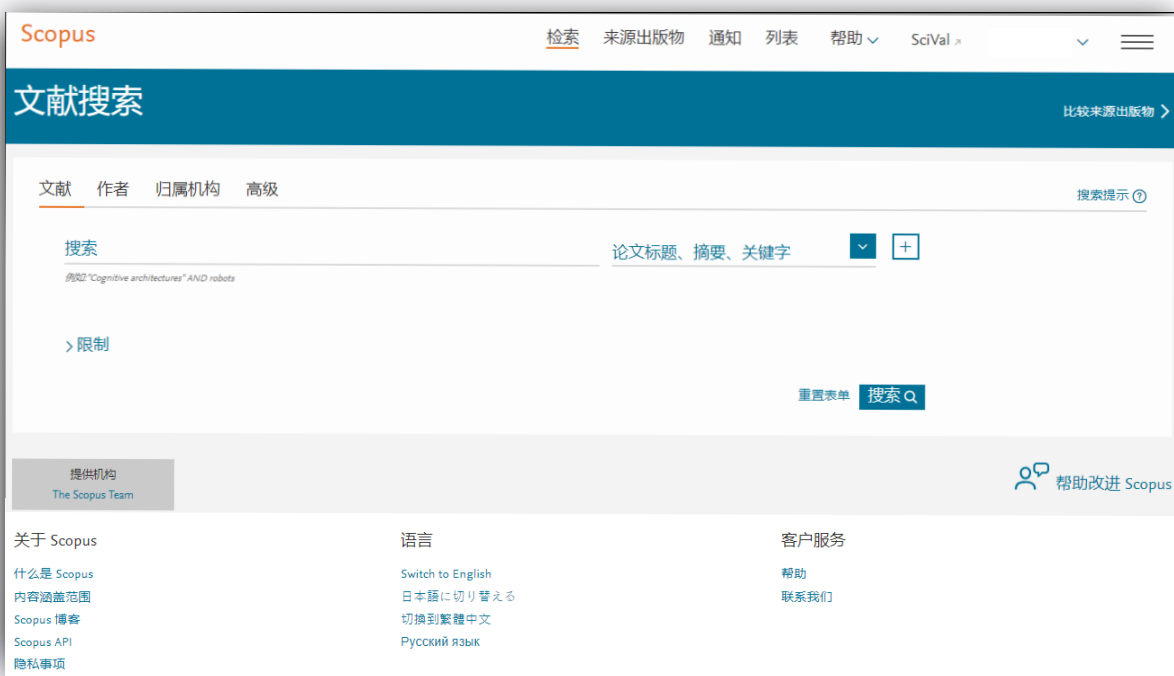 Scopus
检索 来源出版物 通知 列表 帮助 SciVal
文献搜索
比较来源出版物
文献 作者 归属机构 高级
搜索提示
搜索
论文标题、摘要、关键字
例如: "Cognitive architectures" AND robots
限制
重置表单 搜索
提供机构
The Scopus Team
帮助改进 Scopus
关于 Scopus
什么是 Scopus
内容涵盖范围
Scopus 博客
Scopus API
隐私事项
语言
Switch to English
日本語に切り替える
切換到繁體中文
Русский язык
客户服务
帮助
联系我们